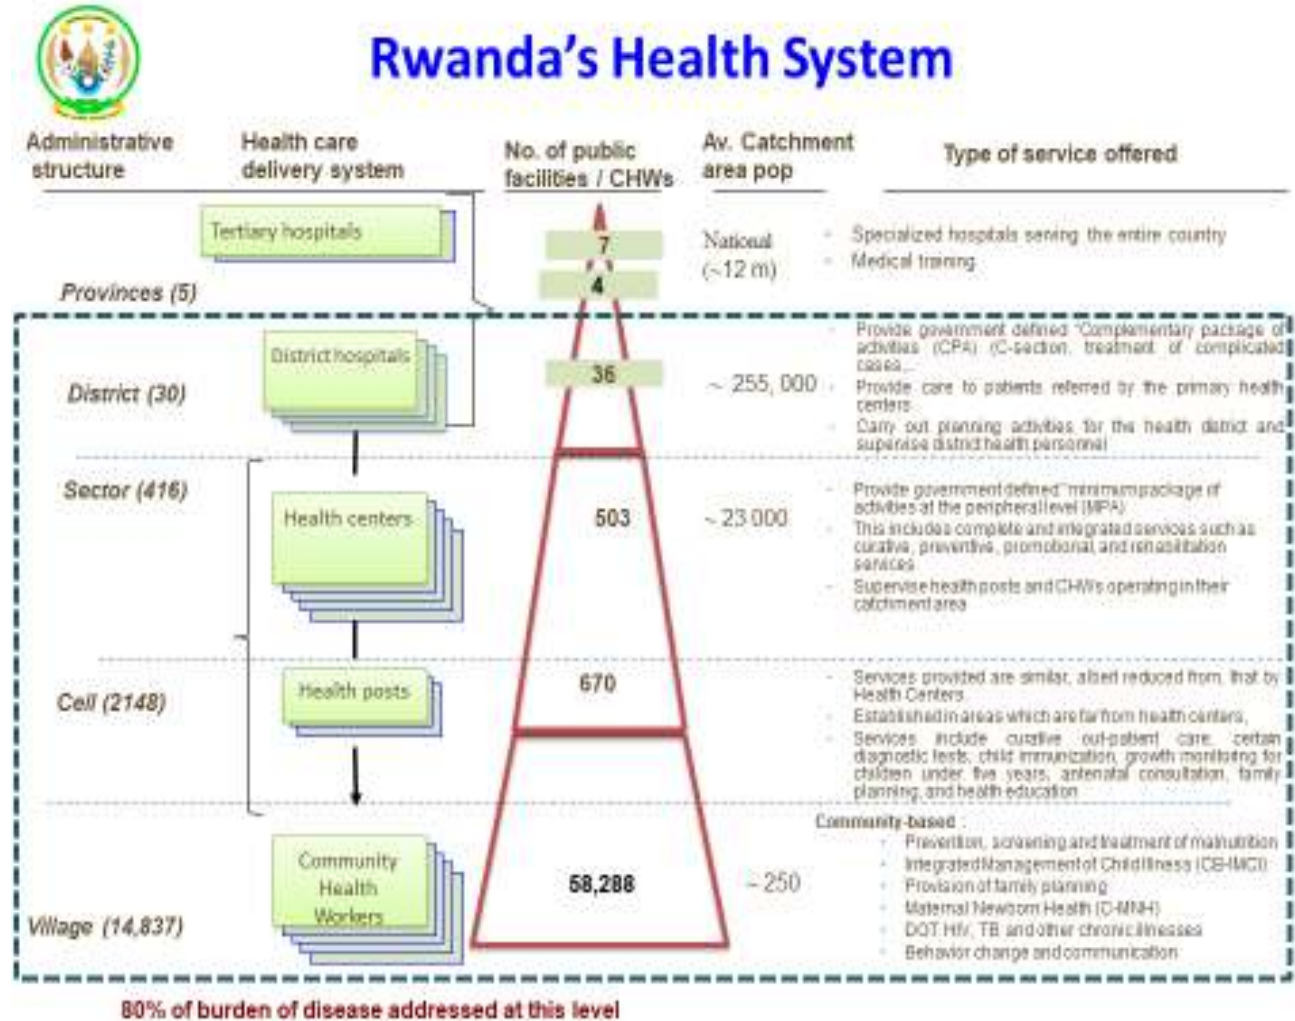 Rwanda's Health System
Administrative
structure
Health care
delivery system
No. of public
facilities / CHWs
Av. Catchment
area pop
Type of service offered
Tertiary hospitals
7
4
National
(~12 m)
Specialized hospitals serving the entire country
Medical training
Provinces (5)
District hospitals
District (30)
36
~ 255, 000
Provide government defined "Complementary package of
activities (CPA) (C-section, treatment of complicated
cases...
Provide care to patients referred by the primary health
centers
Carry out planning activities for the health district and
supervise district health personnel
Sector (416)
Health centers
503
~ 23 000
Provide government defined "minimum package of
activities at the peripheral level (MPA)
This includes complete and integrated services such as
curative, preventive, promotional, and rehabilitation
services
Supervise health posts and CHWs operating in their
catchment area
Cell (2148)
Health posts
670
Services provided are similar, albeit reduced from, that by
Health Centers.
Established in areas which are far from health centers,
Services include curative out-patient care, certain
diagnostic tests, child immunization, growth monitoring for
children under five years, antenatal consultation, family
planning, and health education
Village (14,837)
Community
Health
Workers
58,288
~ 250
Community-based :
Prevention, screening and treatment of malnutrition
Integrated Management of Child Illness (CB-IMCI)
Provision of family planning
Maternal Newborn Health (C-MNH)
DOT HIV, TB and other chronic illnesses
Behavior change and communication
80% of burden of disease addressed at this level